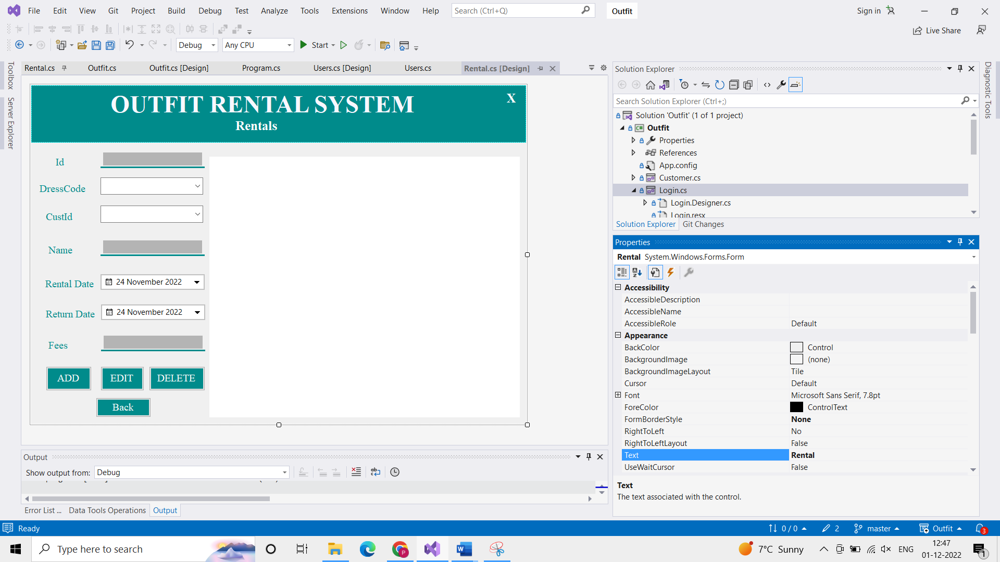 File Edit View Git Project Build Debug Test Analyze Tools Extensions Window Help Search (Ctrl+Q) Outfit Sign in
Live Share
Debug Any CPU Start
Toolbox
Server Explorer
Rental.cs Outfit.cs Outfit.cs [Design] Program.cs Users.cs [Design] Users.cs Rental.cs [Design]
OUTFIT RENTAL SYSTEM
X
Rentals
Id
DressCode
CustId
Name
Rental Date 24 November 2022
Return Date 24 November 2022
Fees
ADD EDIT DELETE
Back
Output
Show output from: Debug
Error List ... Data Tools Operations Output
Solution Explorer
Search Solution Explorer (Ctrl+;)
Solution 'Outfit' (1 of 1 project)
C# Outfit
Properties
References
App.config
Customer.cs
Login.cs
Login.Designer.cs
Login.resx
Solution Explorer Git Changes
Diagnostic Tools
Properties
Rental System.Windows.Forms.Form
Accessibility
AccessibleDescription
AccessibleName
AccessibleRole Default
Appearance
BackColor Control
BackgroundImage (none)
BackgroundImageLayout Tile
Cursor Default
Font Microsoft Sans Serif, 7.8pt
ForeColor ControlText
FormBorderStyle None
RightToLeft No
RightToLeftLayout False
Text Rental
UseWaitCursor False
Text
The text associated with the control.
Ready 0 / 0 2 master Outfit 3
Type here to search 7°C Sunny ENG 12:47
01-12-2022 1